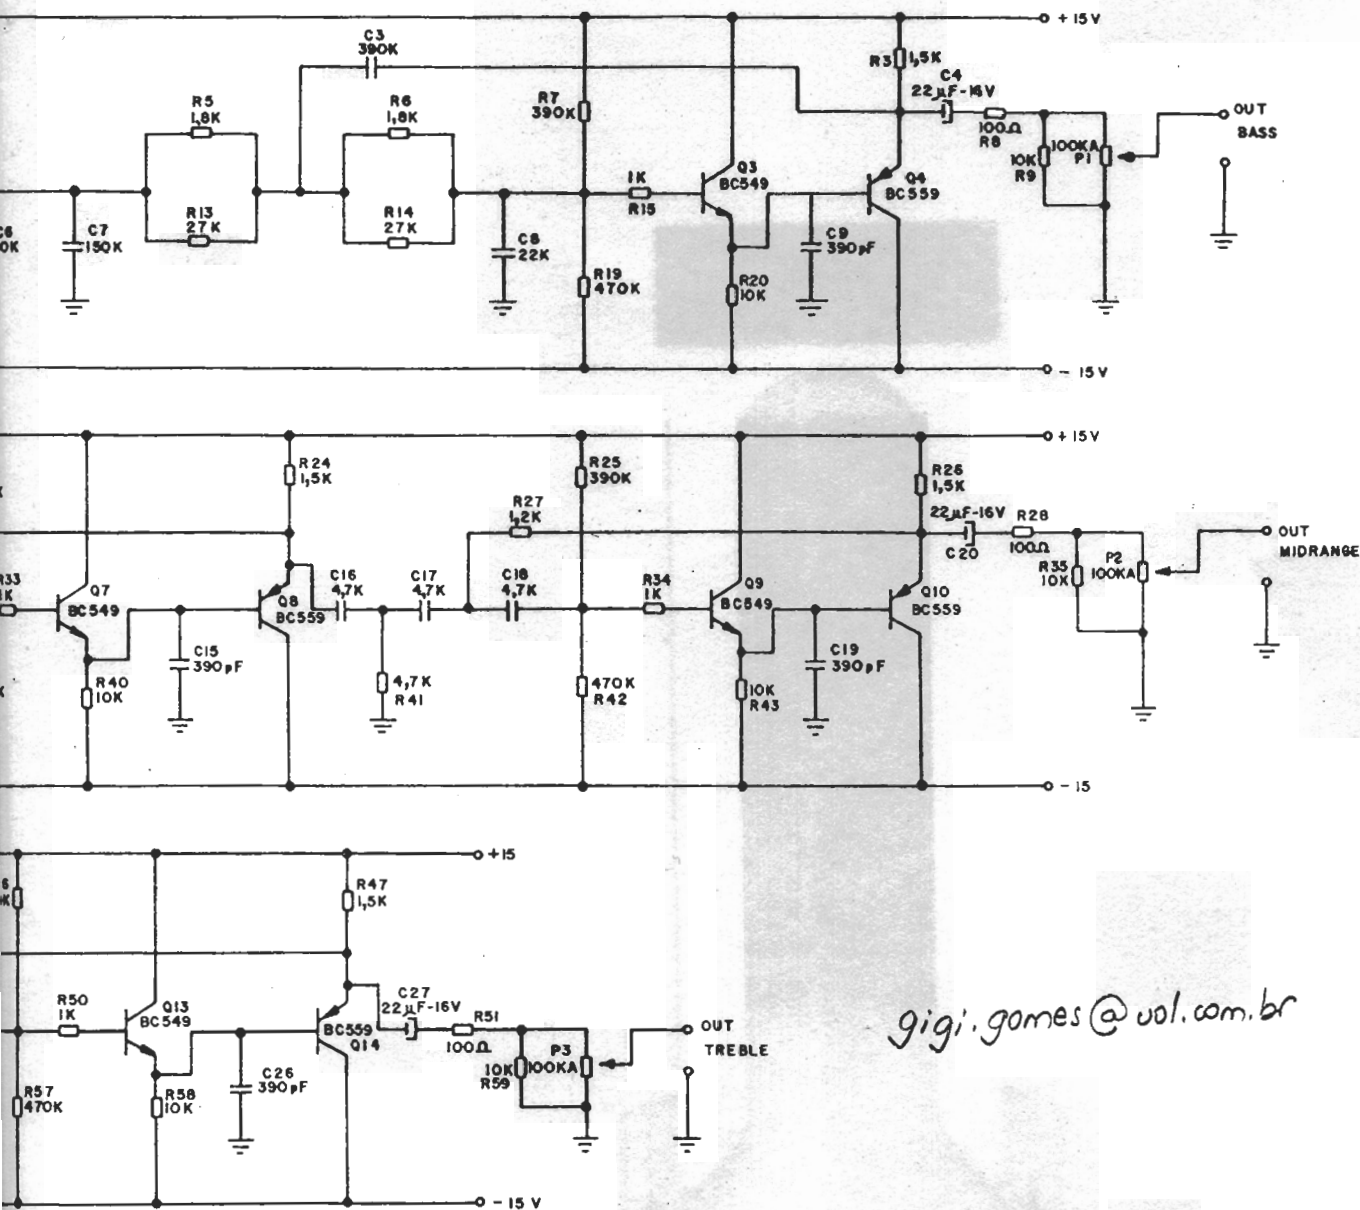 +15V
C3
390K
R5
1,8K
R6
1,8K
R7
390K
R3 1,5K
C4
22µF-16V
100Ω
R8
100KA
P1
10K
R9
OUT
BASS
1K
R15
Q3
BC549
Q4
BC559
R13
27K
R14
27K
C6
0K
C7
150K
C8
22K
R19
470K
R20
10K
C9
390pF
- 15V
+15V
R24
1,5K
R25
390K
R26
1,5K
R27
1,2K
22µF-16V
C20
R28
100Ω
OUT
MIDRANGE
R33
1K
Q7
BC549
Q8
BC559
C16
4,7K
C17
4,7K
C18
4,7K
R34
1K
Q9
BC549
Q10
BC559
R35
10K
P2
100KA
C15
390pF
R40
10K
4,7K
R41
470K
R42
10K
R43
C19
390pF
-15
+15
R47
1,5K
R50
1K
Q13
BC549
BC559
Q14
C27
22µF-16V
R51
100Ω
P3
100KA
10K
R59
OUT
TREBLE
R57
470K
R58
10K
C26
390pF
-15V
gigi.gomes@uol.com.br